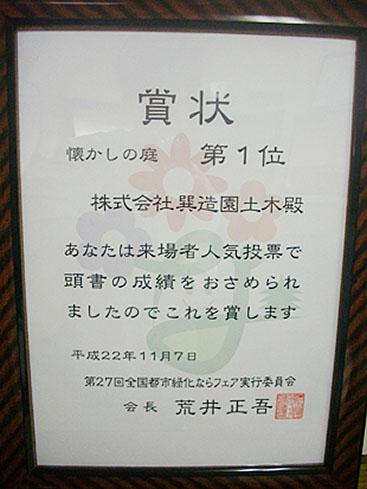 賞状
懐かしの庭 第1位
株式会社巽造園土木殿
あなたは来場者人気投票で
頭書の成績をおさめられ
ましたのでこれを賞します
平成22年11月7日
第27回全国都市緑化ならフェア実行委員会
会長 荒井正吾